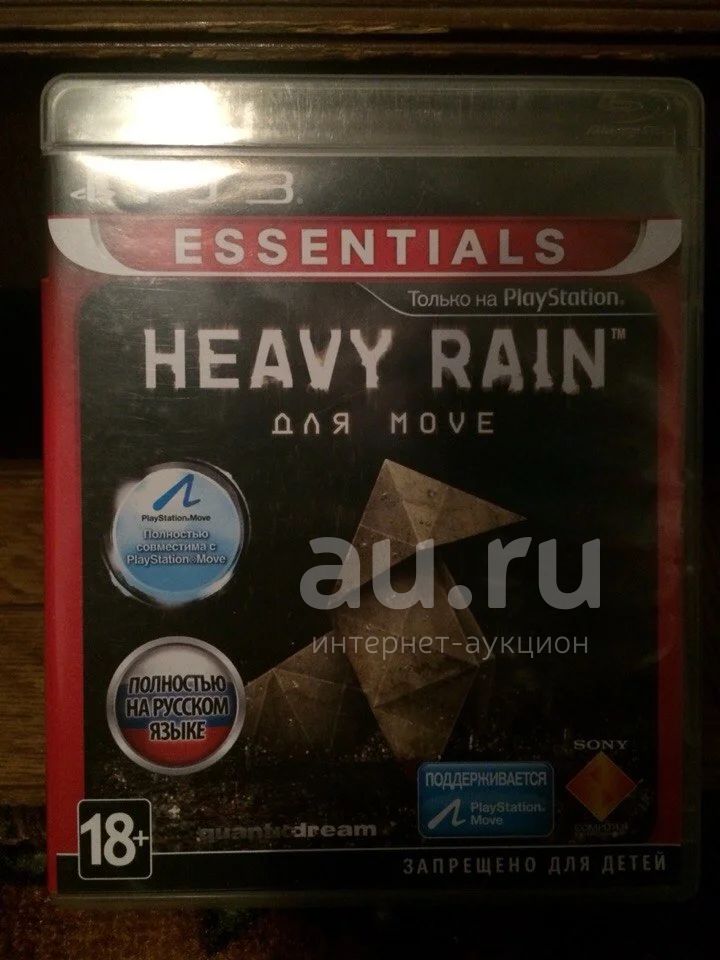 PS3
ESSENTIALS
Только на PlayStation®
HEAVY RAIN™
ДЛЯ MOVE
PlayStation®Move
Полностью
совместима с
PlayStation®Move
au.ru
интернет-аукцион
ПОЛНОСТЬЮ
НА РУССКОМ
ЯЗЫКЕ
SONY
ПОДДЕРЖИВАЕТСЯ
PlayStation®
Move
COMPUTER
quanticdream
18+
ЗАПРЕЩЕНО ДЛЯ ДЕТЕЙ